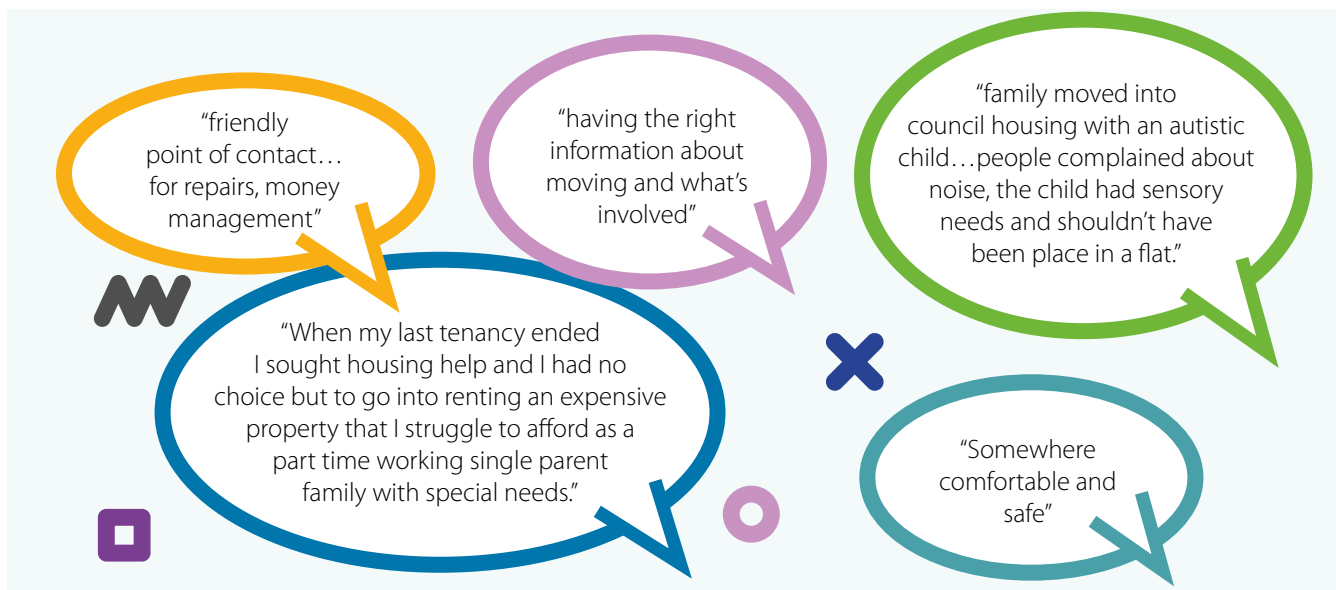 “friendly
point of contact…
for repairs, money
management”
“having the right
information about
moving and what’s
involved”
“family moved into
council housing with an autistic
child…people complained about
noise, the child had sensory
needs and shouldn’t have
been place in a flat.”
“When my last tenancy ended
I sought housing help and I had no
choice but to go into renting an expensive
property that I struggle to afford as a
part time working single parent
family with special needs.”
“Somewhere
comfortable and
safe”